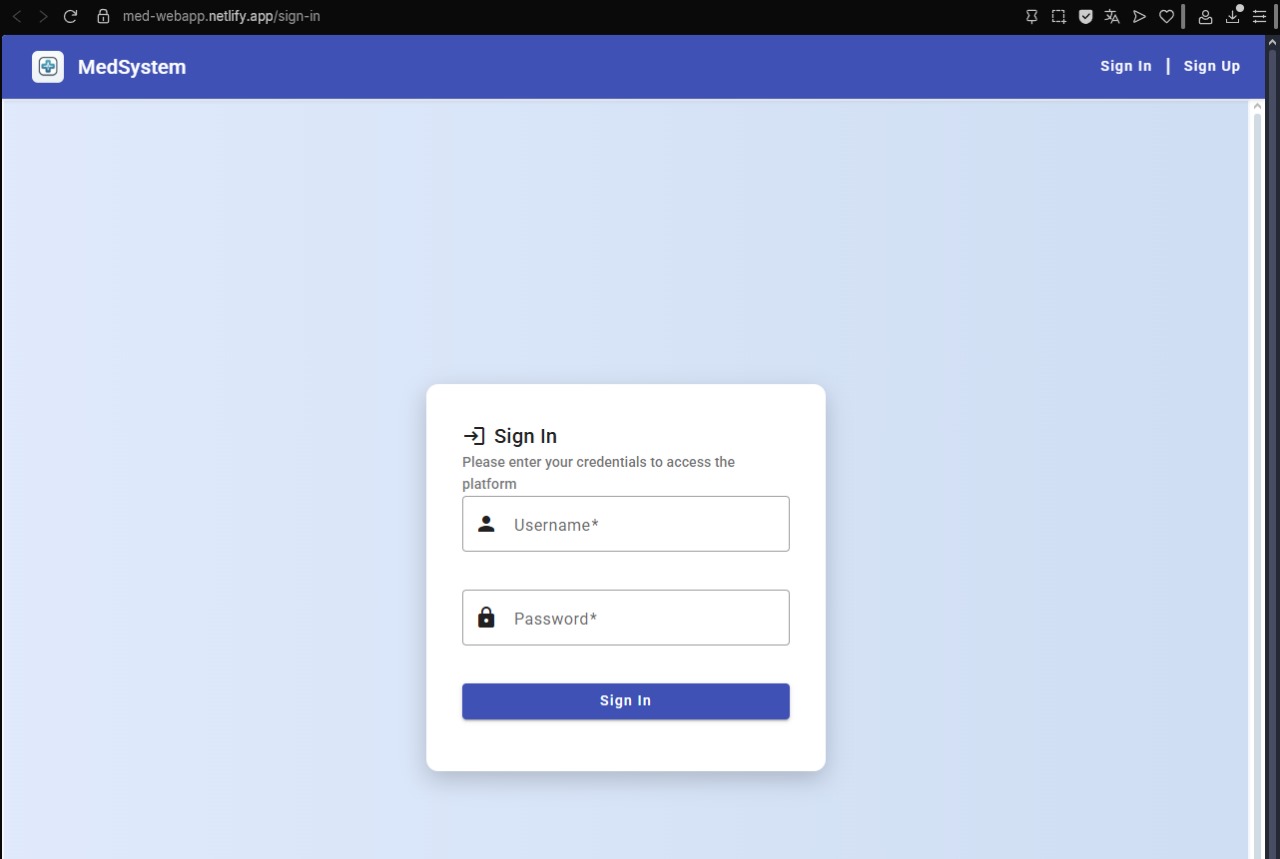 med-webapp.netlify.app/sign-in
MedSystem
Sign In | Sign Up
Sign In
Please enter your credentials to access the
platform
Username*
Password*
Sign In